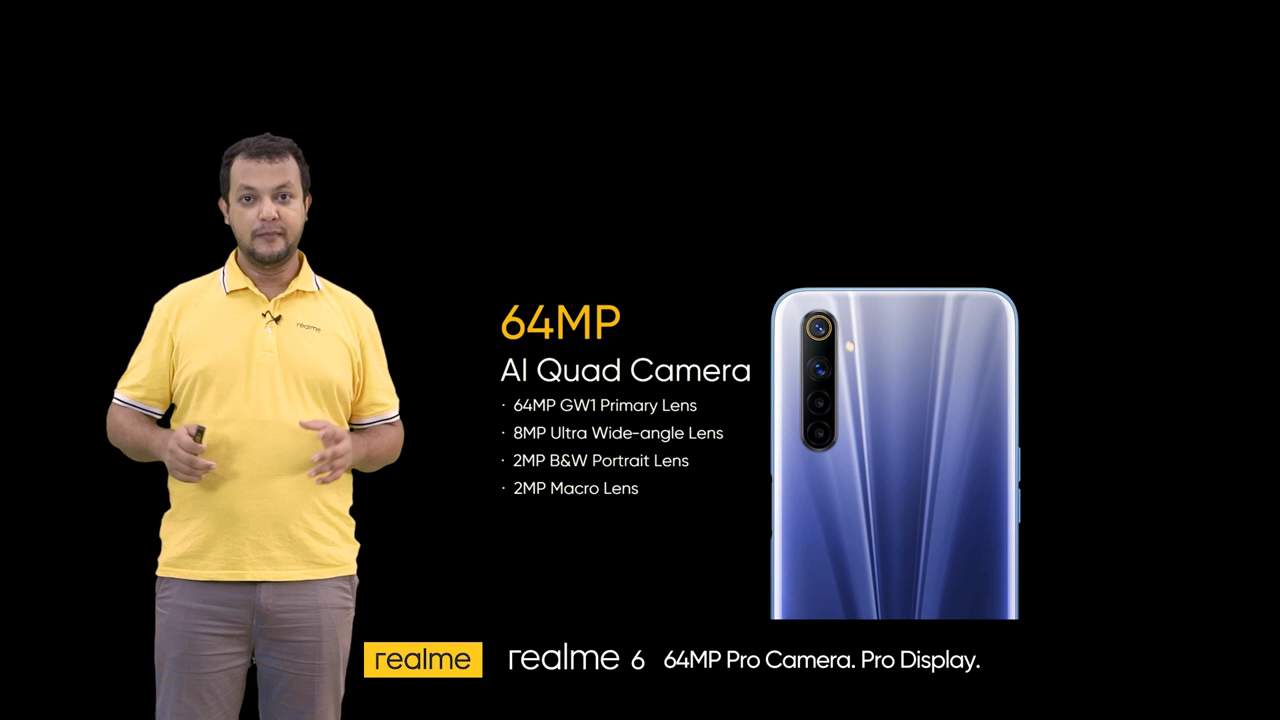 realme
64MP
AI Quad Camera
· 64MP GW1 Primary Lens
· 8MP Ultra Wide-angle Lens
· 2MP B&W Portrait Lens
· 2MP Macro Lens
realme realme 6 64MP Pro Camera. Pro Display.